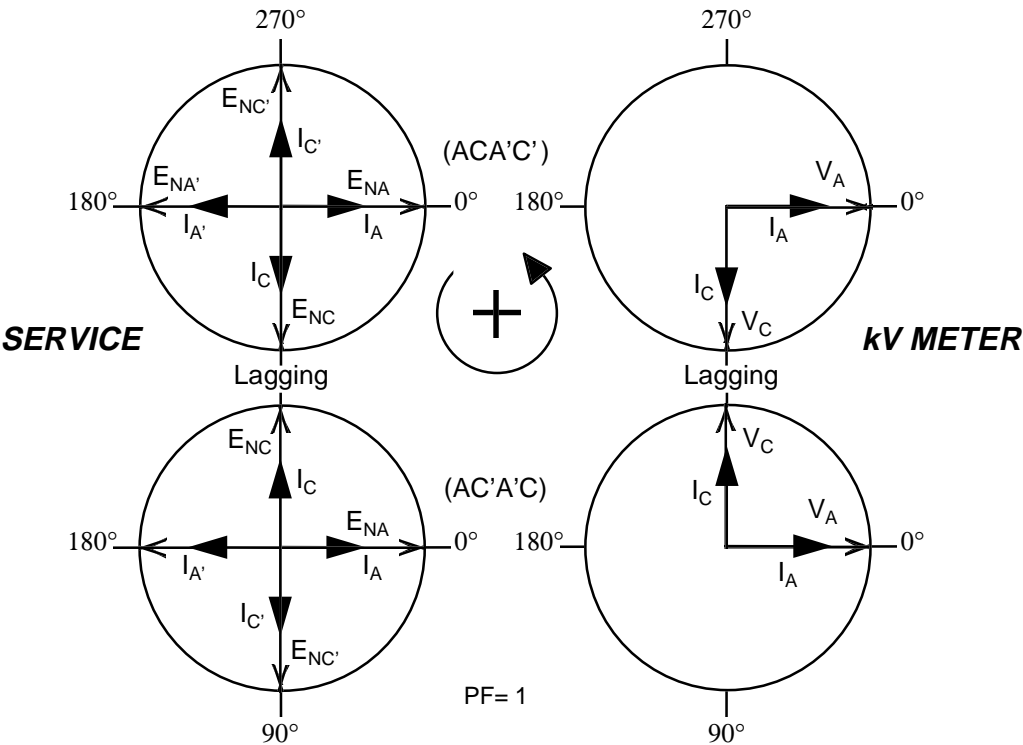 270°
270°
E_NC'
I_C'
(ACA'C')
E_NA'
E_NA
V_A
180°
0°
180°
0°
I_A'
I_A
I_A
I_C
I_C
E_NC
V_C
SERVICE
+
kV METER
Lagging
Lagging
E_NC
V_C
I_C
(AC'A'C)
I_C
E_NA
V_A
180°
0°
180°
0°
I_A'
I_A
I_A
I_C'
E_NC'
PF= 1
90°
90°